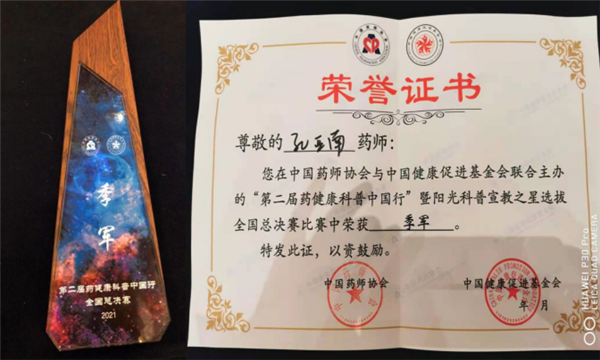 季
军
第二届药健康科普中国行
全国总决赛
2021
荣誉证书
尊敬的 孔玉南 药师：
您在中国药师协会与中国健康促进基金会联合主办
的“第二届药健康科普中国行”暨阳光科普宣教之星选拔
全国总决赛比赛中荣获 季军 。
特发此证，以资鼓励。
中国药师协会
中国健康促进基金会
年 月
HUAWEI P30 Pro
LEICA QUAD CAMERA